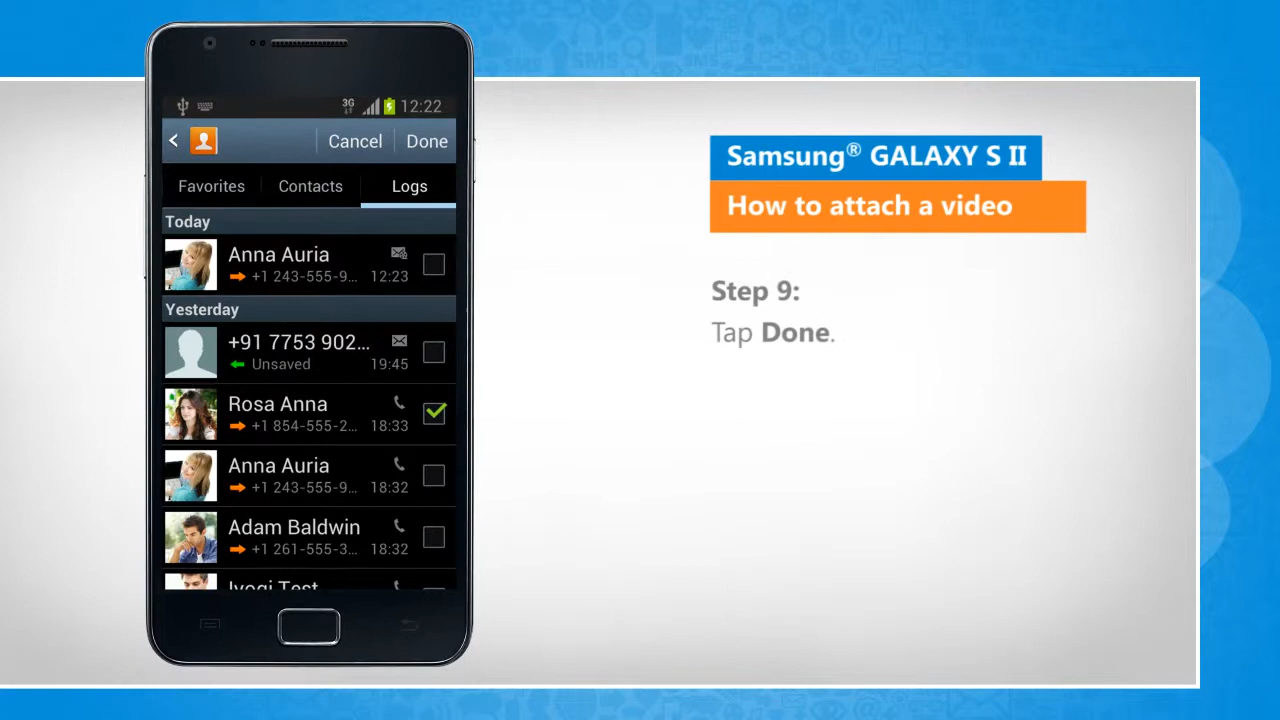 3G 12:22
Cancel Done
Favorites Contacts Logs
Today
Anna Auria
+1 243-555-9... 12:23
Yesterday
+91 7753 902...
Unsaved 19:45
Rosa Anna
+1 854-555-2... 18:33
Anna Auria
+1 243-555-9... 18:32
Adam Baldwin
+1 261-555-3... 18:32
Iyogi Test
Samsung® GALAXY S II
How to attach a video
Step 9:
Tap Done.